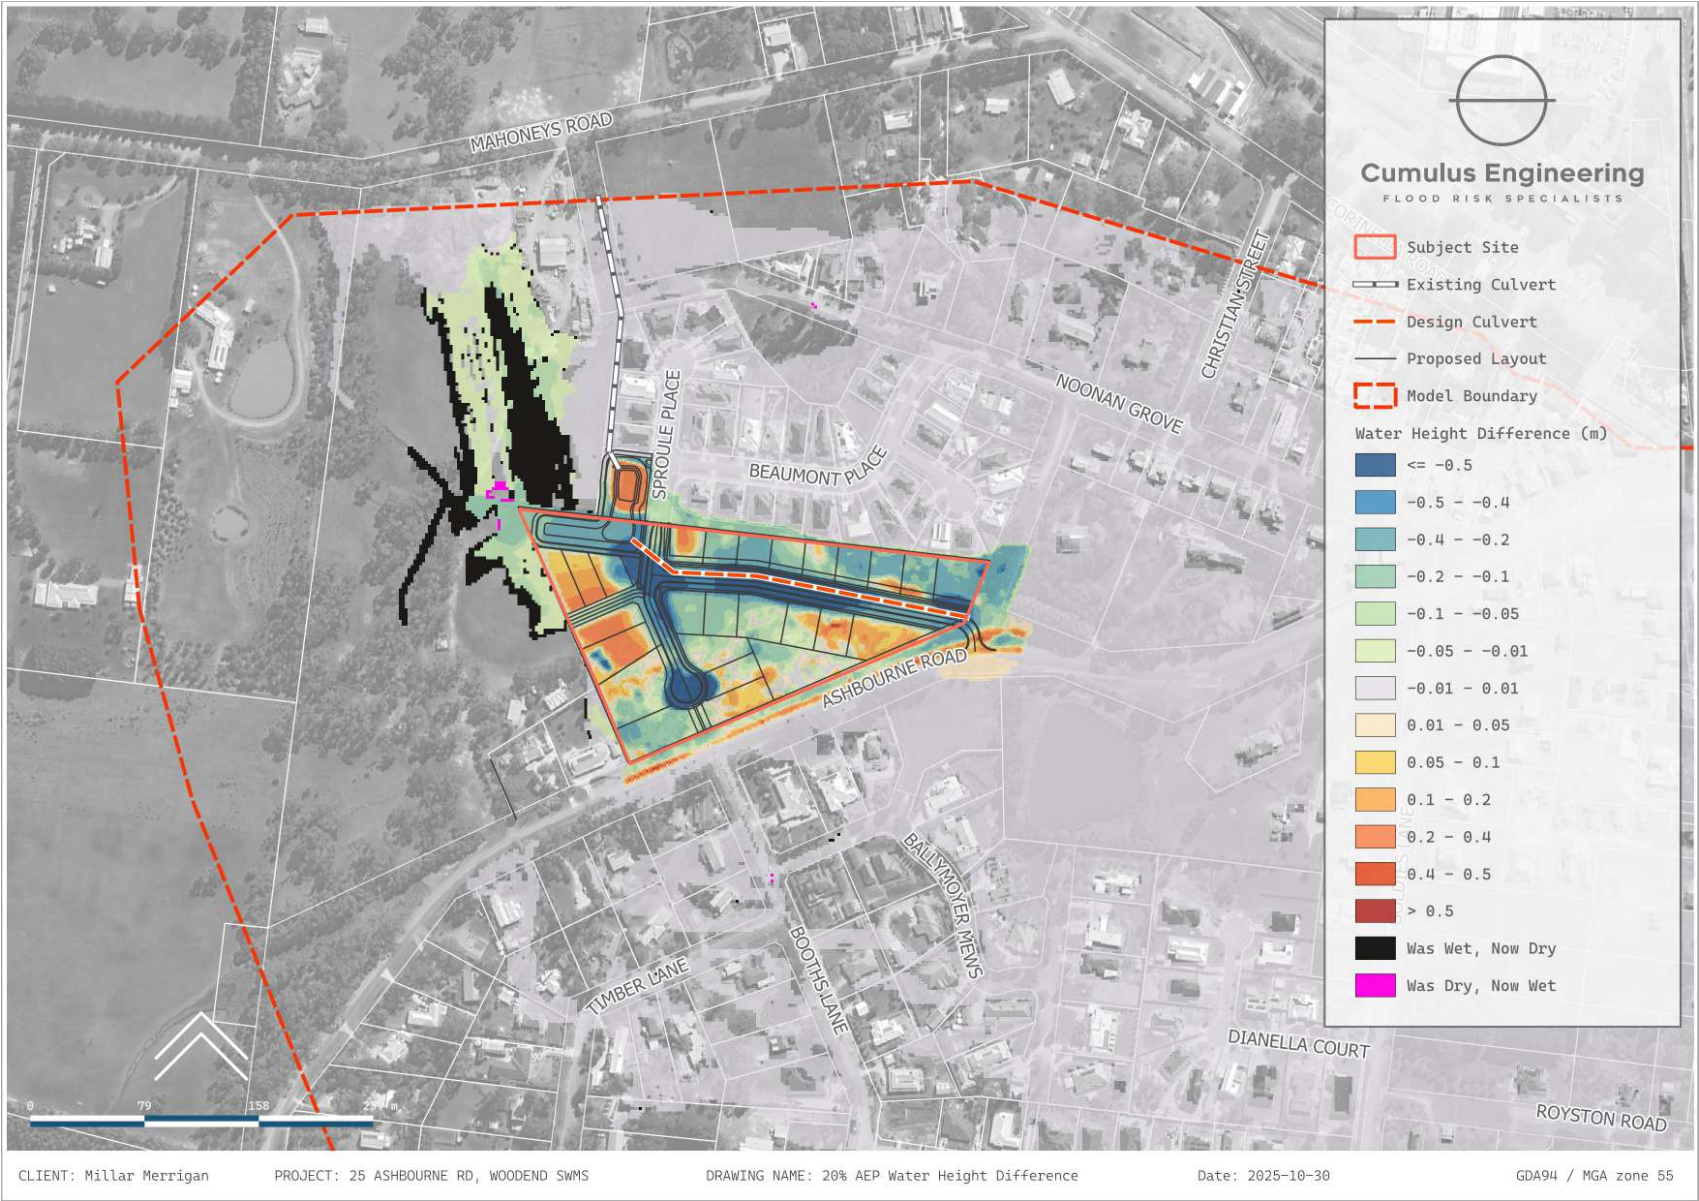 MAHONEYS ROAD
CHRISTIAN STREET
NOONAN GROVE
SPROULE PLACE
BEAUMONT PLACE
ASHBOURNE ROAD
BALLYMOYER MEWS
BOOTHS LANE
TIMBER LANE
DIANELLA COURT
ROYSTON ROAD
Cumulus Engineering
FLOOD RISK SPECIALISTS
Subject Site
Existing Culvert
Design Culvert
Proposed Layout
Model Boundary
Water Height Difference (m)
<= -0.5
-0.5 - -0.4
-0.4 - -0.2
-0.2 - -0.1
-0.1 - -0.05
-0.05 - -0.01
-0.01 - 0.01
0.01 - 0.05
0.05 - 0.1
0.1 - 0.2
0.2 - 0.4
0.4 - 0.5
> 0.5
Was Wet, Now Dry
Was Dry, Now Wet
0 79 158 m
CLIENT: Millar Merrigan PROJECT: 25 ASHBOURNE RD, WOODEND SWMS DRAWING NAME: 20% AEP Water Height Difference Date: 2025-10-30 GDA94 / MGA zone 55